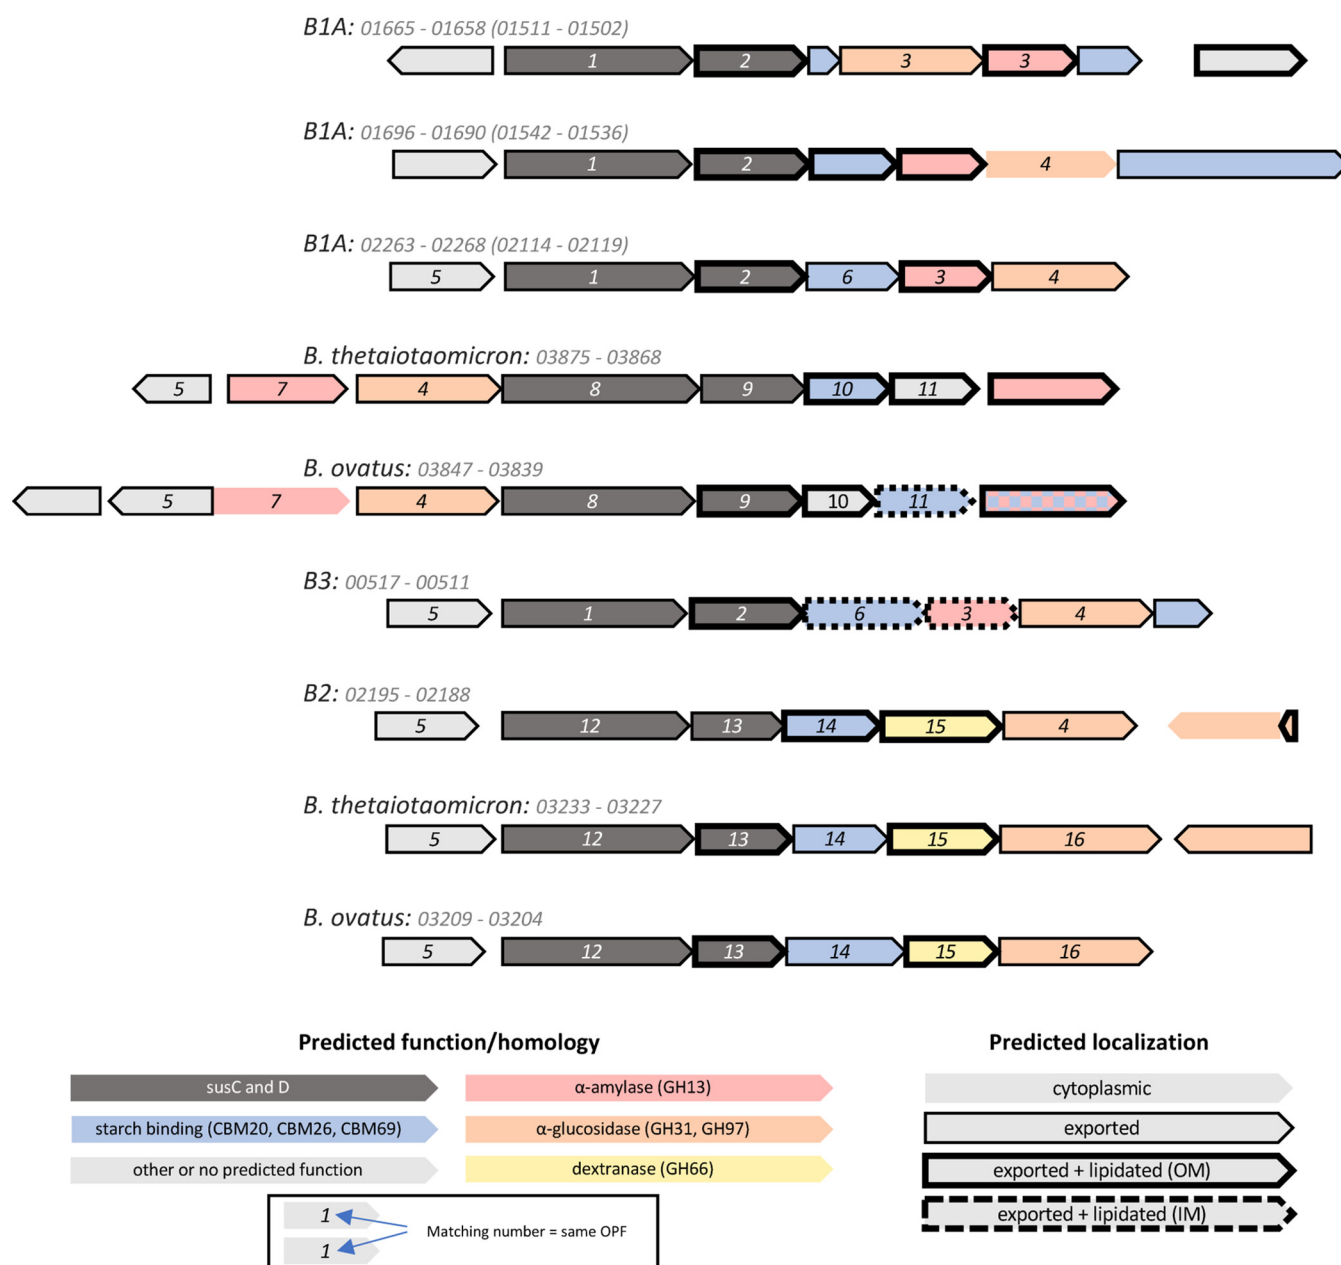 B1A: 01665 - 01658 (01511 - 01502)
1 2 3 3
B1A: 01696 - 01690 (01542 - 01536)
1 2 4
B1A: 02263 - 02268 (02114 - 02119)
5 1 2 6 3 4
B. thetaiotaomicron: 03875 - 03868
5 7 4 8 9 10 11
B. ovatus: 03847 - 03839
5 7 4 8 9 10 11
B3: 00517 - 00511
5 1 2 6 3 4
B2: 02195 - 02188
5 12 13 14 15 4
B. thetaiotaomicron: 03233 - 03227
5 12 13 14 15 16
B. ovatus: 03209 - 03204
5 12 13 14 15 16
Predicted function/homology
susC and D
α-amylase (GH13)
starch binding (CBM20, CBM26, CBM69)
α-glucosidase (GH31, GH97)
other or no predicted function
dextranase (GH66)
1
1
Matching number = same OPF
Predicted localization
cytoplasmic
exported
exported + lipidated (OM)
exported + lipidated (IM)